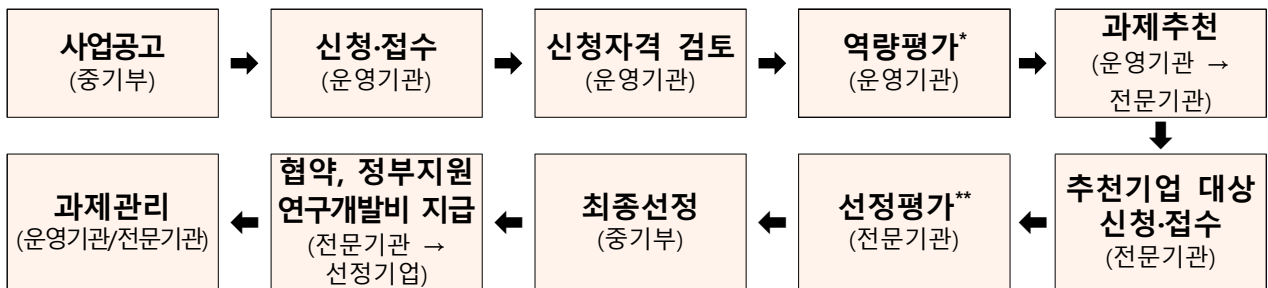 사업공고
(중기부)
신청·접수
(운영기관)
신청자격 검토
(운영기관)
역량평가*
(운영기관)
과제추천
(운영기관 →
전문기관)
추천기업 대상
신청·접수
(전문기관)
선정평가**
(전문기관)
최종선정
(중기부)
협약, 정부지원
연구개발비 지급
(전문기관 →
선정기업)
과제관리
(운영기관/전문기관)